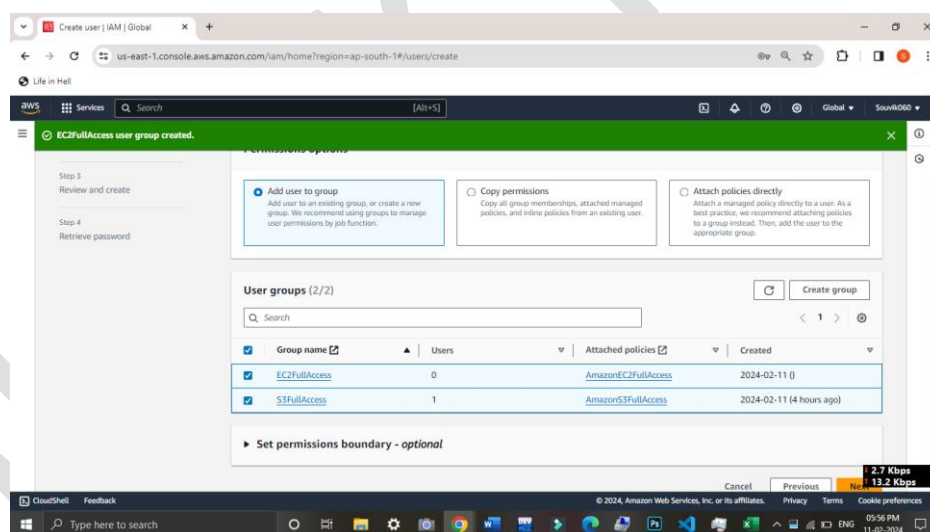 Create user | IAM | Global
us-east-1.console.aws.amazon.com/iam/home?region=ap-south-1#/users/create
Life in Hell
aws Services Search [Alt+S] Global Souvik060
EC2FullAccess user group created.
Step 3
Review and create
Step 4
Retrieve password
Add user to group
Add user to an existing group, or create a new
group. We recommend using groups to manage
user permissions by job function.
Copy permissions
Copy all group memberships, attached managed
policies, and inline policies from an existing user.
Attach policies directly
Attach a managed policy directly to a user. As a
best practice, we recommend attaching policies
to a group instead. Then, add the user to the
appropriate group.
User groups (2/2)
Create group
Search
1
Group name Users Attached policies Created
EC2FullAccess 0 AmazonEC2FullAccess 2024-02-11 ()
S3FullAccess 1 AmazonS3FullAccess 2024-02-11 (4 hours ago)
Set permissions boundary - optional
Cancel Previous
2.7 Kbps
13.2 Kbps
CloudShell Feedback © 2024, Amazon Web Services, Inc. or its affiliates. Privacy Terms Cookie preferences
Type here to search ENG 05:56 PM
11-02-2024